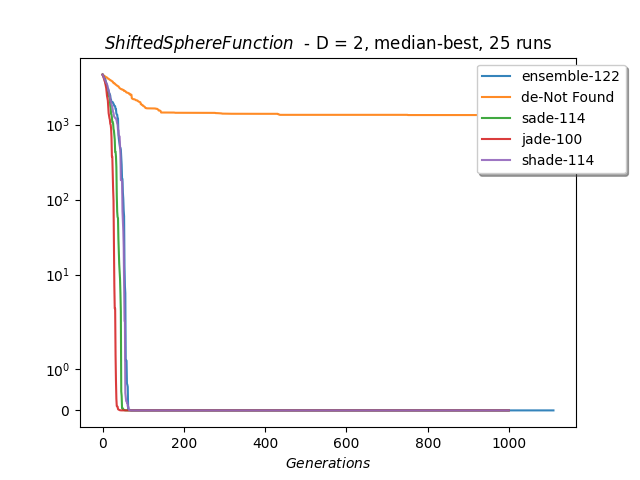 ShiftedSphereFunction - D = 2, median-best, 25 runs
ensemble-122
de-Not Found
sade-114
jade-100
shade-114
10³
10²
10¹
10⁰
0
0 200 400 600 800 1000
Generations